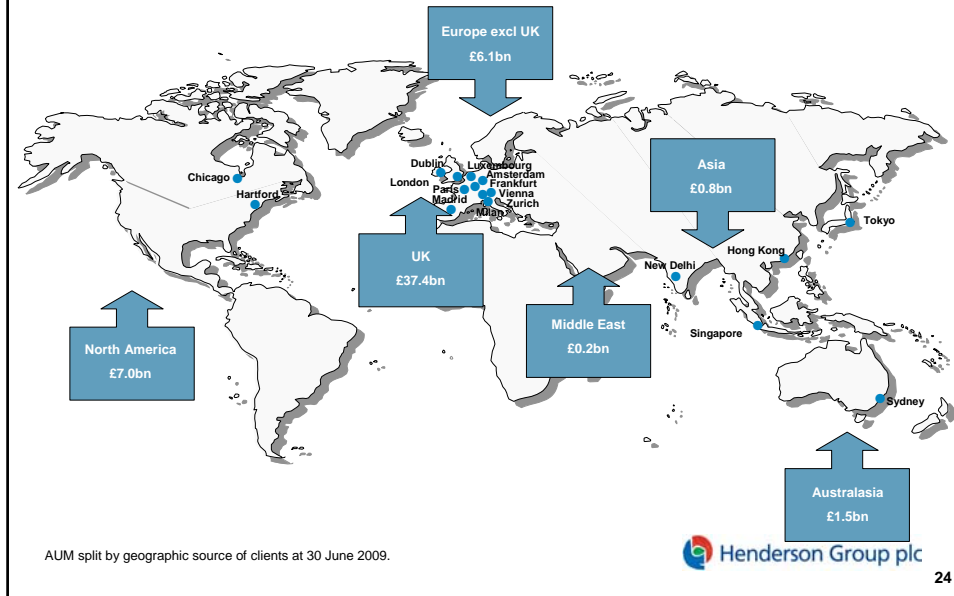 Europe excl UK
£6.1bn
Dublin
Luxembourg
Amsterdam
Chicago
London
Paris
Frankfurt
Hartford
Madrid
Vienna
Zurich
Milan
Asia
£0.8bn
Tokyo
UK
£37.4bn
New Delhi
Hong Kong
Middle East
£0.2bn
Singapore
North America
£7.0bn
Sydney
Australasia
£1.5bn
AUM split by geographic source of clients at 30 June 2009.
Henderson Group plc
24